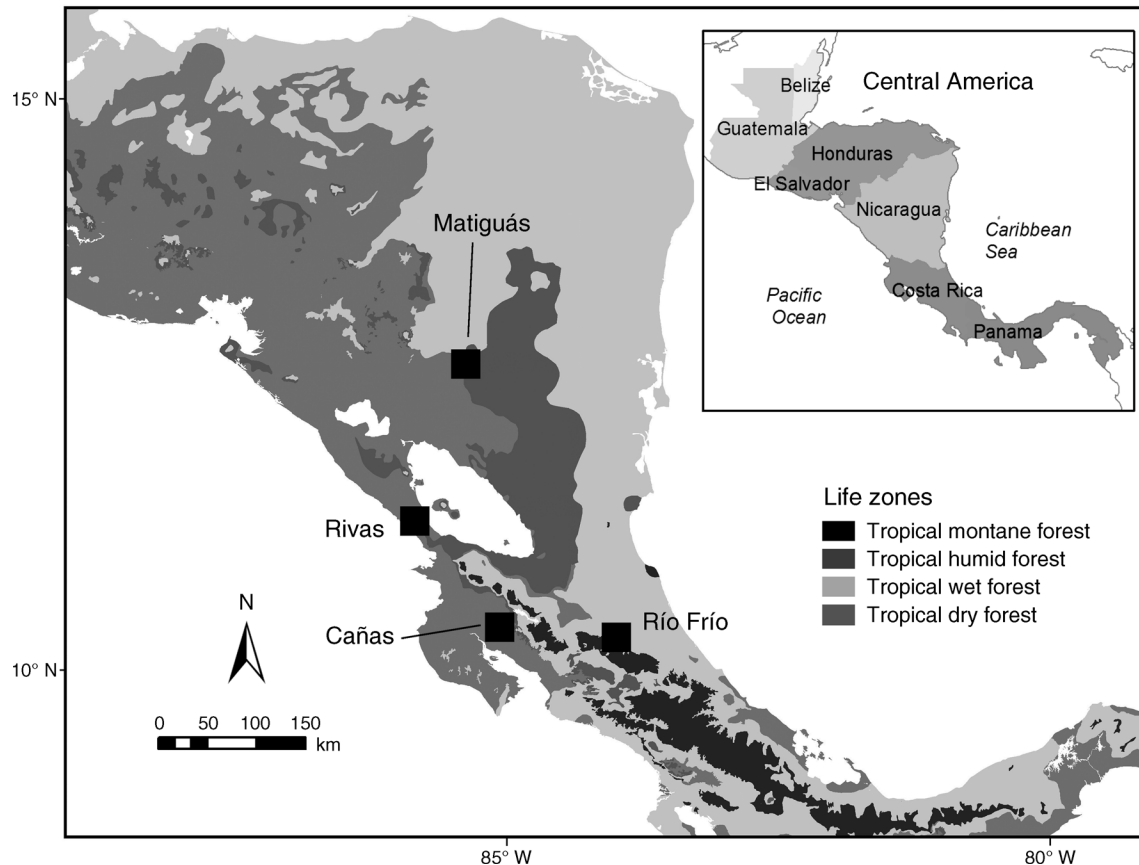 15° N
10° N
85° W
80° W
Matiguás
Rivas
Cañas
Río Frío
N
0 50 100 150
km
Central America
Belize
Guatemala
Honduras
El Salvador
Nicaragua
Caribbean
Sea
Costa Rica
Pacific
Ocean
Panama
Life zones
Tropical montane forest
Tropical humid forest
Tropical wet forest
Tropical dry forest